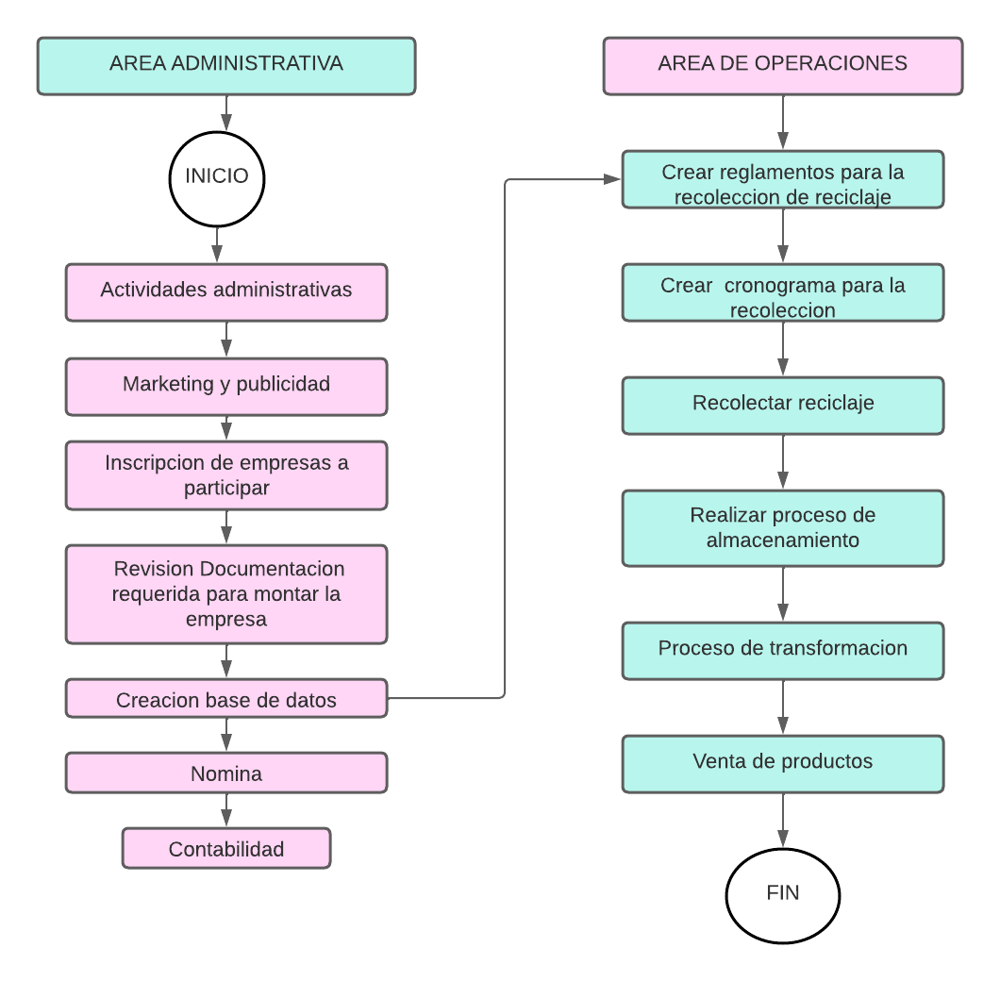 AREA ADMINISTRATIVA
INICIO
Actividades administrativas
Marketing y publicidad
Inscripcion de empresas a
participar
Revision Documentacion
requerida para montar la
empresa
Creacion base de datos
Nomina
Contabilidad
AREA DE OPERACIONES
Crear reglamentos para la
recoleccion de reciclaje
Crear  cronograma para la
recoleccion
Recolectar reciclaje
Realizar proceso de
almacenamiento
Proceso de transformacion
Venta de productos
FIN